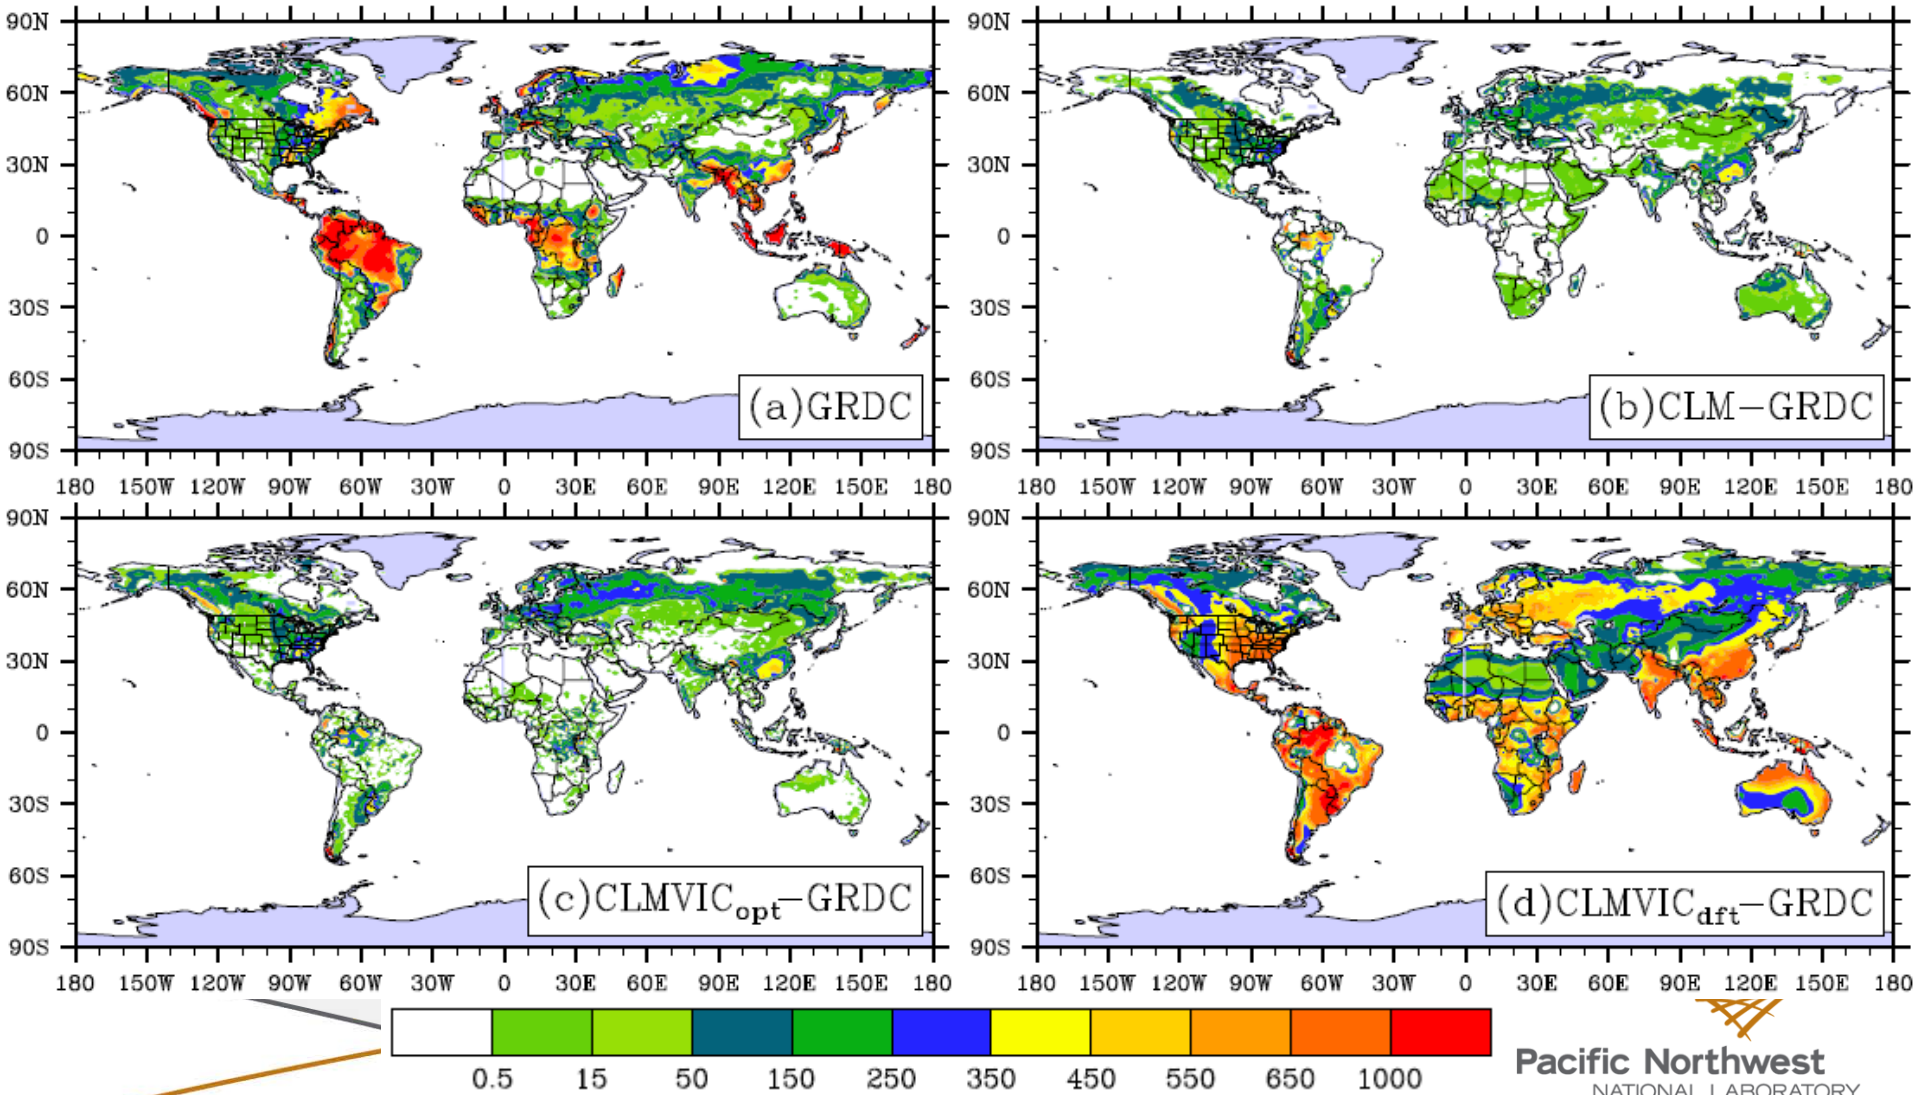 90N 90N
60N 60N
30N 30N
0 0
30S 30S
60S 60S
(a)GRDC (b)CLM–GRDC
90S 90S
180 150W 120W 90W 60W 30W 0 30E 60E 90E 120E 150E 180 180 150W 120W 90W 60W 30W 0 30E 60E 90E 120E 150E 180
90N 90N
60N 60N
30N 30N
0 0
30S 30S
60S 60S
(c)CLMVICopt–GRDC (d)CLMVICdft–GRDC
90S 90S
180 150W 120W 90W 60W 30W 0 30E 60E 90E 120E 150E 180 180 150W 120W 90W 60W 30W 0 30E 60E 90E 120E 150E 180
0.5 15 50 150 250 350 450 550 650 1000
Pacific Northwest
NATIONAL LABORATORY